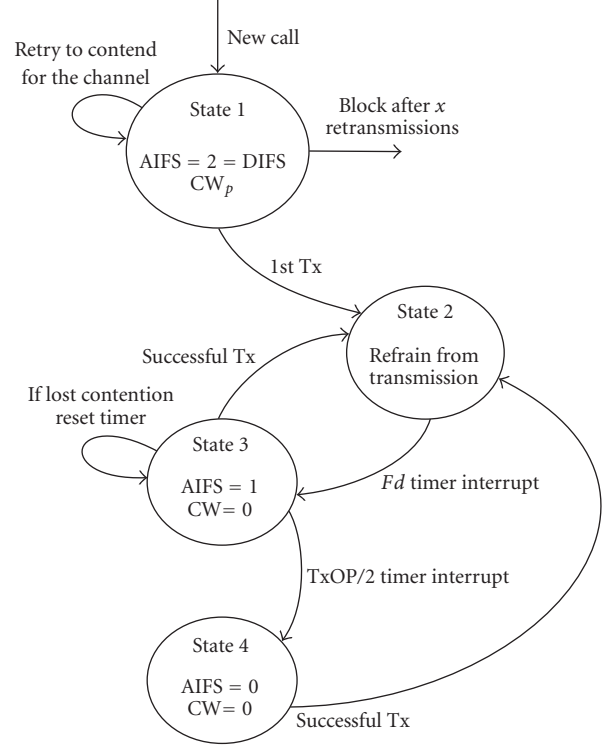 New call
Retry to contend
for the channel
State 1
AIFS = 2 = DIFS
CWp
Block after x
retransmissions
1st Tx
State 2
Refrain from
transmission
Successful Tx
If lost contention
reset timer
State 3
AIFS = 1
CW= 0
Fd timer interrupt
TxOP/2 timer interrupt
State 4
AIFS = 0
CW= 0
Successful Tx